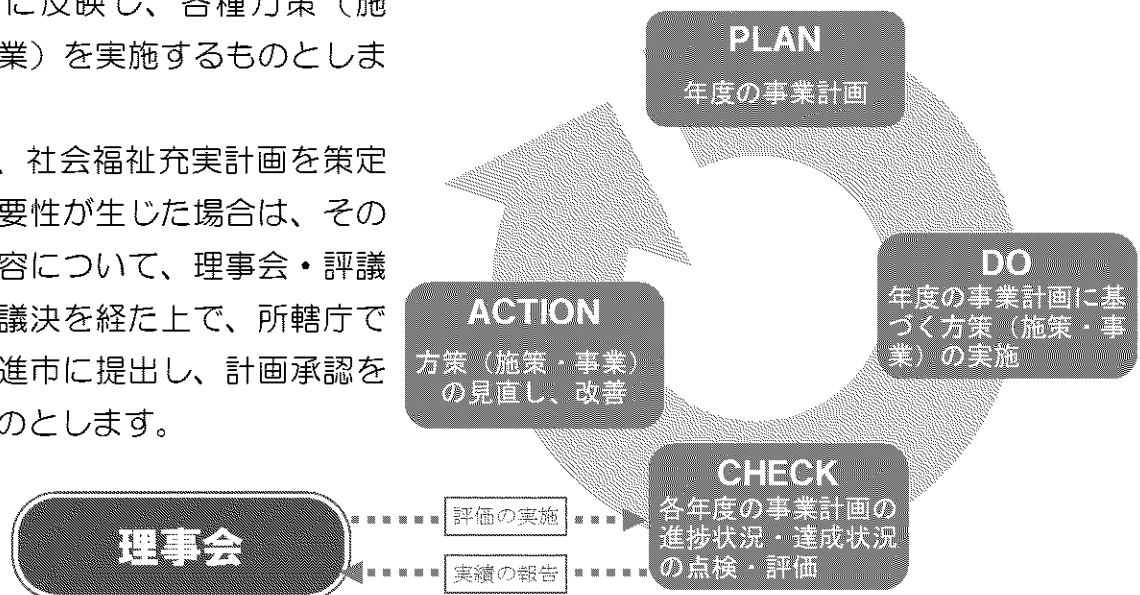 に反映し、各種方策（施
業）を実施するものとしま
、社会福祉充実計画を策定
要性が生じた場合は、その
容について、理事会・評議
議決を経た上で、所轄庁で
進市に提出し、計画承認を
のとします。
PLAN
年度の事業計画
DO
年度の事業計画に基
づく方策（施策・事
業）の実施
CHECK
各年度の事業計画の
進捗状況・達成状況
の点検・評価
ACTION
方策（施策・事業）
の見直し、改善
理事会
評価の実施
実績の報告